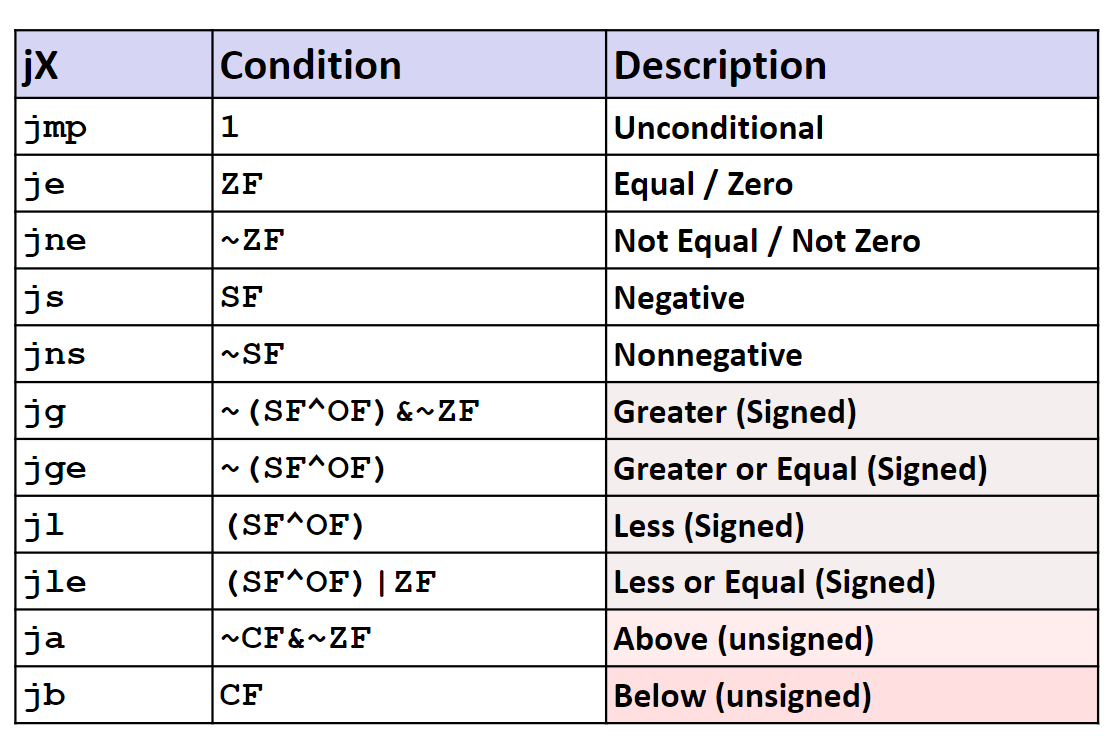 jX Condition Description
jmp 1 Unconditional
je ZF Equal / Zero
jne ~ZF Not Equal / Not Zero
js SF Negative
jns ~SF Nonnegative
jg ~(SF^OF)&~ZF Greater (Signed)
jge ~(SF^OF) Greater or Equal (Signed)
jl (SF^OF) Less (Signed)
jle (SF^OF)|ZF Less or Equal (Signed)
ja ~CF&~ZF Above (unsigned)
jb CF Below (unsigned)